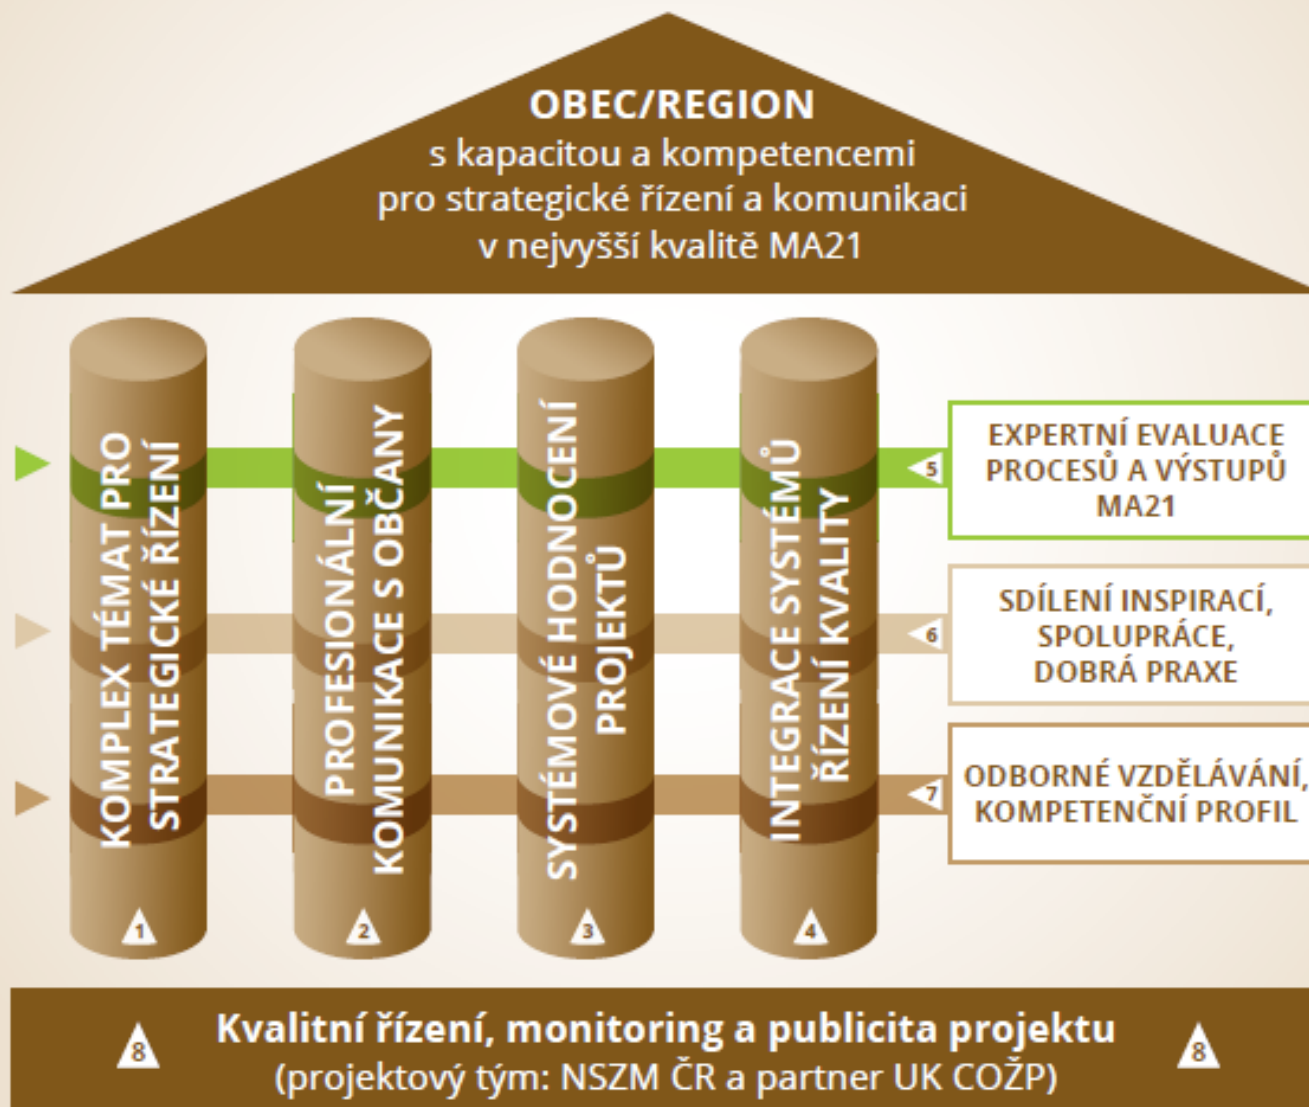 OBEC/REGION
s kapacitou a kompetencemi
pro strategické řízení a komunikaci
v nejvyšší kvalitě MA21
KOMPLEX TÉMAT PRO
STRATEGICKÉ ŘÍZENÍ
1
PROFESIONÁLNÍ
KOMUNIKACE S OBČANY
2
SYSTÉMOVÉ HODNOCENÍ
PROJEKTŮ
3
INTEGRACE SYSTÉMŮ
ŘÍZENÍ KVALITY
4
5
EXPERTNÍ EVALUACE
PROCESŮ A VÝSTUPŮ
MA21
6
SDÍLENÍ INSPIRACÍ,
SPOLUPRÁCE,
DOBRÁ PRAXE
7
ODBORNÉ VZDĚLÁVÁNÍ,
KOMPETENČNÍ PROFIL
8
Kvalitní řízení, monitoring a publicita projektu
(projektový tým: NSZM ČR a partner UK COŽP)
8